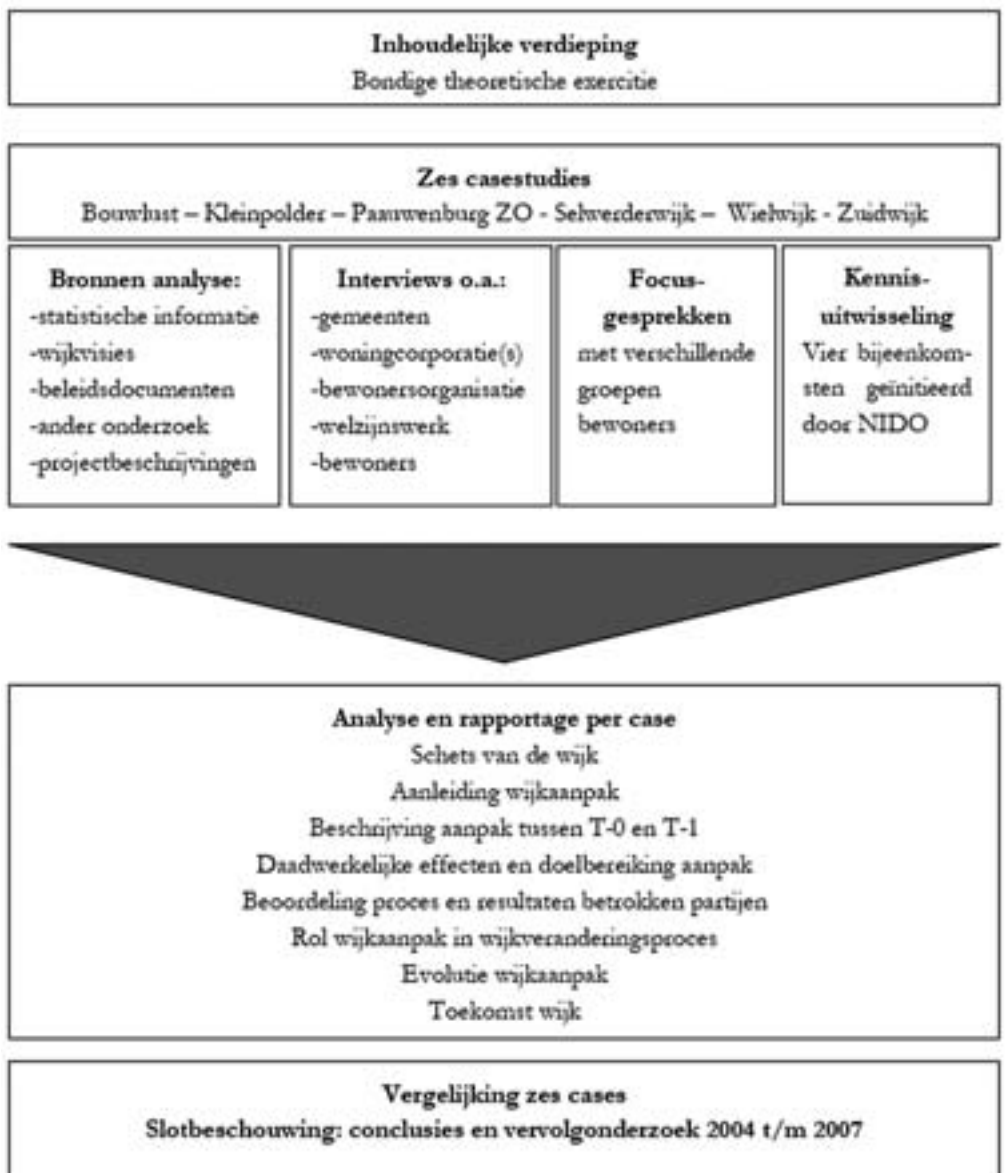 Inhoudelijke verdieping
Bondige theoretische exercitie
Zes casestudies
Bouwlust – Kleinpolder – Paauwenburg ZO - Selwerderwijk – Wielwijk - Zuidwijk
Bronnen analyse:
-statistische informatie
-wijkvisies
-beleidsdocumenten
-ander onderzoek
-projectbeschrijvingen
Interviews o.a.:
-gemeenten
-woningcorporatie(s)
-bewonersorganisatie
-welzijnswerk
-bewoners
Focus-
gesprekken
met verschillende
groepen
bewoners
Kennis-
uitwisseling
Vier bijeenkom-
sten geïnitieerd
door NIDO
Analyse en rapportage per case
Schets van de wijk
Aanleiding wijkaanpak
Beschrijving aanpak tussen T-0 en T-1
Daadwerkelijke effecten en doelbereiking aanpak
Beoordeling proces en resultaten betrokken partijen
Rol wijkaanpak in wijkveranderingsproces
Evolutie wijkaanpak
Toekomst wijk
Vergelijking zes cases
Slotbeschouwing: conclusies en vervolgonderzoek 2004 t/m 2007